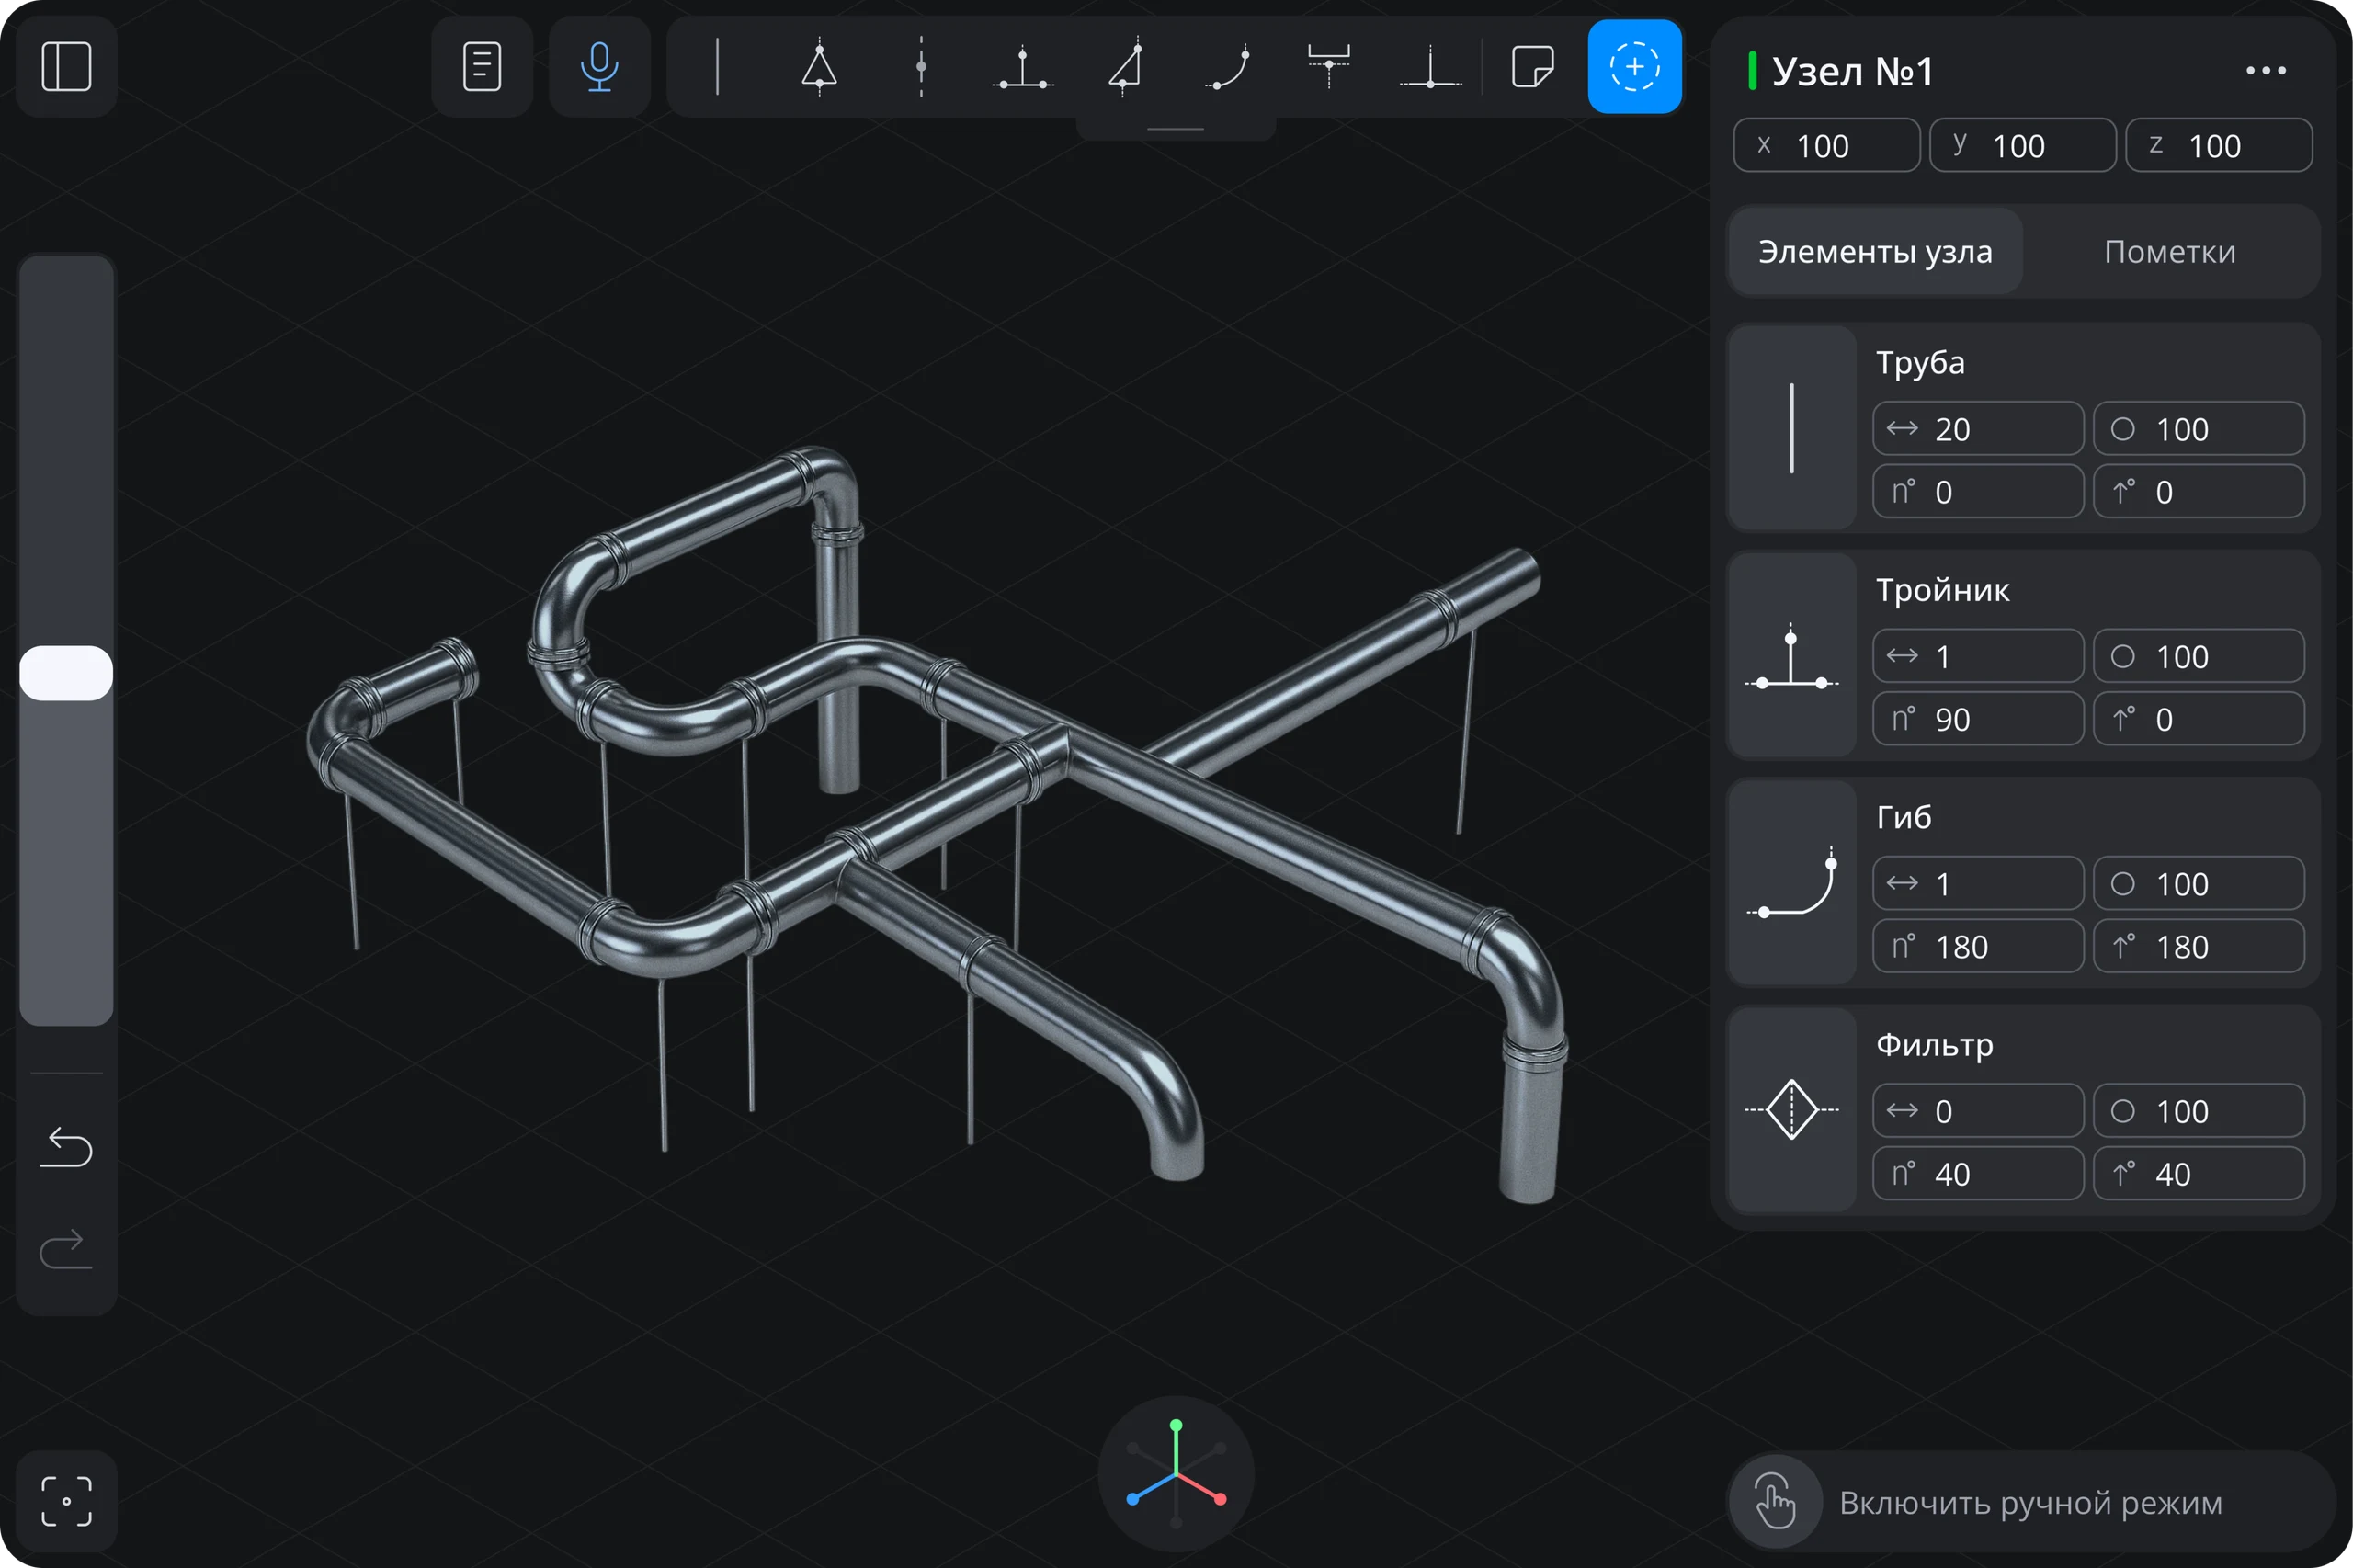 Узел №1
x 100 y 100 z 100
Элементы узла Пометки
Труба
20 100
n° 0 ↑° 0
Тройник
1 100
n° 90 ↑° 0
Гиб
1 100
n° 180 ↑° 180
Фильтр
0 100
n° 40 ↑° 40
Включить ручной режим